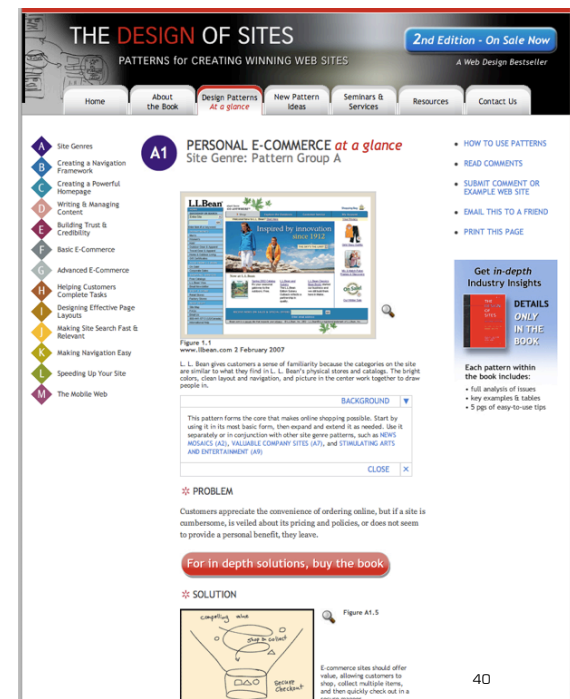 THE DESIGN OF SITES
PATTERNS for CREATING WINNING WEB SITES
2nd Edition - On Sale Now
A Web Design Bestseller
Home
About
the Book
Design Patterns
At a glance
New Pattern
Ideas
Seminars &
Services
Resources
Contact Us
A
Site Genres
B
Creating a Navigation
Framework
C
Creating a Powerful
Homepage
D
Writing & Managing
Content
E
Building Trust &
Credibility
F
Basic E-Commerce
G
Advanced E-Commerce
H
Helping Customers
Complete Tasks
I
Designing Effective Page
Layouts
Making Site Search Fast &
Relevant
K
Making Navigation Easy
L
Speeding Up Your Site
M
The Mobile Web
A1
PERSONAL E-COMMERCE at a glance
Site Genre: Pattern Group A
L.L.Bean
Inspired by innovation
since 1912
Figure 1.1
www.llbean.com 2 February 2007
L. L. Bean gives customers a sense of familiarity because the categories on the site
are similar to what they find in L. L. Bean's physical stores and catalogs. The bright
colors, clean layout and navigation, and picture in the center work together to draw
people in.
BACKGROUND
This pattern forms the core that makes online shopping possible. Start by
using it in its most basic form, then expand and extend it as needed. Use it
separately or in conjunction with other site genre patterns, such as NEWS
MOSAICS (A2), VALUABLE COMPANY SITES (A7), and STIMULATING ARTS
AND ENTERTAINMENT (A9)
CLOSE
PROBLEM
Customers appreciate the convenience of ordering online, but if a site is
cumbersome, is veiled about its pricing and policies, or does not seem
to provide a personal benefit, they leave.
For in depth solutions, buy the book
SOLUTION
compelling value
shop or collect
Secure
Checkout
Figure A1.5
E-commerce sites should offer
value, allowing customers to
shop, collect multiple items,
and then quickly check out in a
HOW TO USE PATTERNS
READ COMMENTS
SUBMIT COMMENT OR
EXAMPLE WEB SITE
EMAIL THIS TO A FRIEND
PRINT THIS PAGE
Get in-depth
Industry Insights
DETAILS
ONLY
IN THE
BOOK
Each pattern within
the book includes:
• full analysis of issues
• key examples & tables
• 5 pgs of easy-to-use tips
40